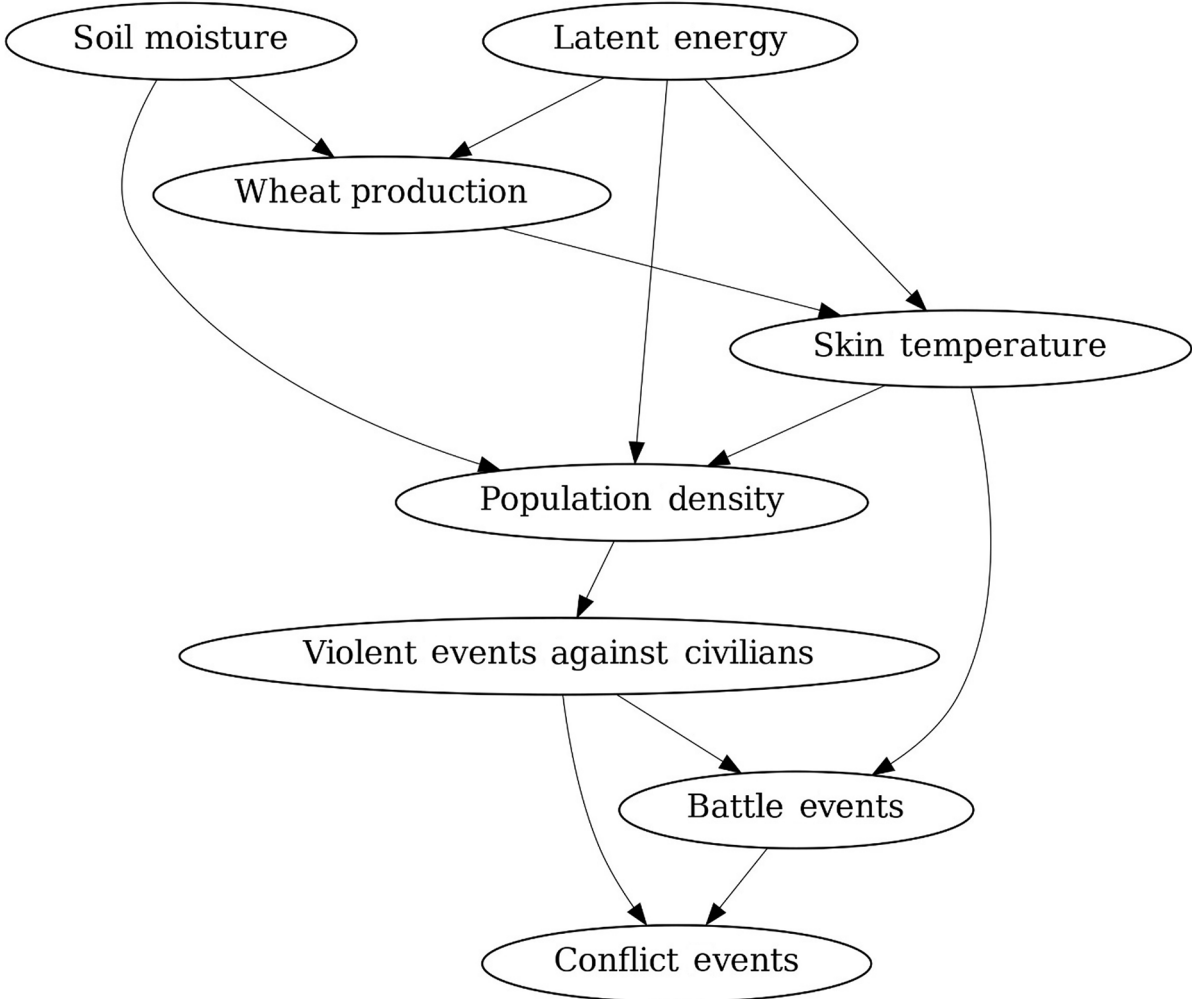 Soil moisture
Latent energy
Wheat production
Skin temperature
Population density
Violent events against civilians
Battle events
Conflict events